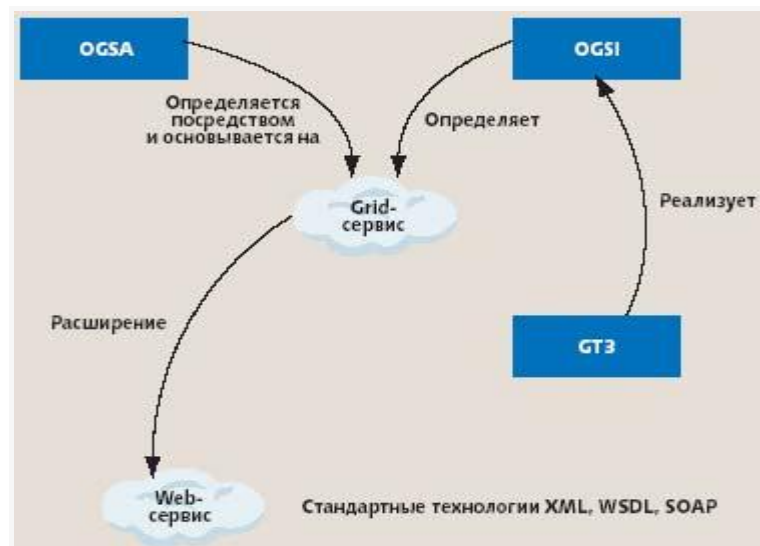 OGSA
OGSI
Определяется
посредством
и основывается на
Определяет
Grid-
сервис
Реализует
Расширение
GT3
Web-
сервис
Стандартные технологии XML, WSDL, SOAP